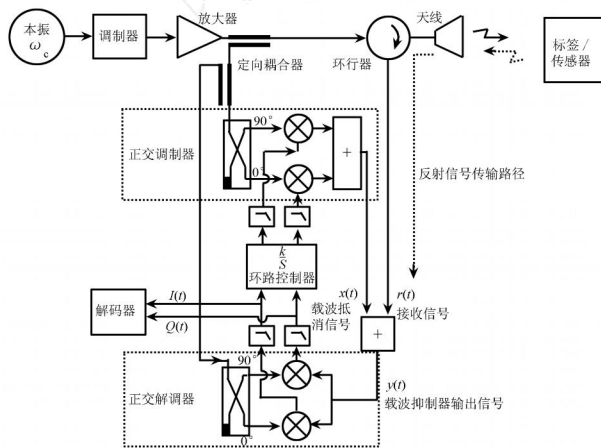 本振
ω_c
调制器
放大器
定向耦合器
环行器
天线
标签/
传感器
90°
正交调制器
0°
+
反射信号传输路径
k
S
环路控制器
I(t)
Q(t)
解码器
载波抵
消信号
x(t)
r(t)
接收信号
+
y(t)
载波抑制器输出信号
90°
正交解调器
0°